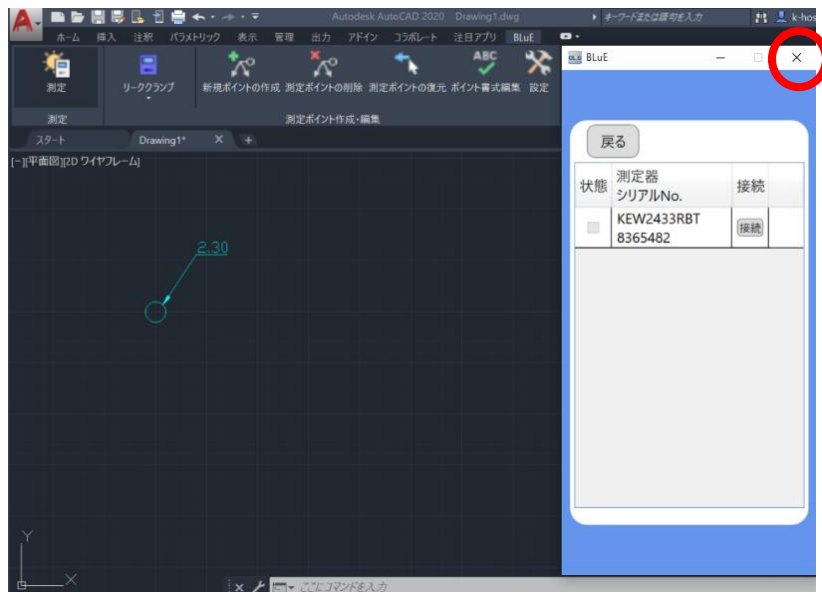 Autodesk AutoCAD 2020 Drawing1.dwg
キーワードまたは語句を入力
k-hos
ホーム 挿入 注釈 パラメトリック 表示 管理 出力 アドイン コラボレート 注目アプリ BLuE
測定
リーククランプ
新規ポイントの作成 測定ポイントの削除 測定ポイントの復元 ポイント書式編集 設定
ABC
測定
測定ポイント作成・編集
スタート
Drawing1*
[−][平面図][2D ワイヤフレーム]
2.30
Y
X
ここにコマンドを入力
BLuE
戻る
状態
測定器
シリアルNo.
接続
KEW2433RBT
8365482
接続